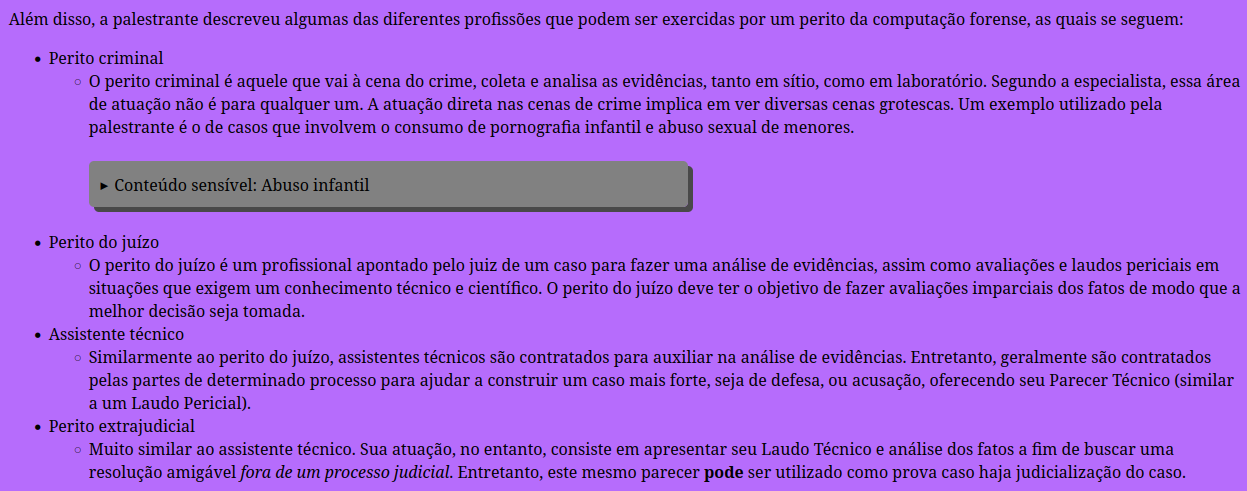 Além disso, a palestrante descreveu algumas das diferentes profissões que podem ser exercidas por um perito da computação forense, as quais se seguem:
• Perito criminal
○ O perito criminal é aquele que vai à cena do crime, coleta e analisa as evidências, tanto em sítio, como em laboratório. Segundo a especialista, essa área
de atuação não é para qualquer um. A atuação direta nas cenas de crime implica em ver diversas cenas grotescas. Um exemplo utilizado pela
palestrante é o de casos que involvem o consumo de pornografia infantil e abuso sexual de menores.
▸ Conteúdo sensível: Abuso infantil
• Perito do juízo
○ O perito do juízo é um profissional apontado pelo juiz de um caso para fazer uma análise de evidências, assim como avaliações e laudos periciais em
situações que exigem um conhecimento técnico e científico. O perito do juízo deve ter o objetivo de fazer avaliações imparciais dos fatos de modo que a
melhor decisão seja tomada.
• Assistente técnico
○ Similarmente ao perito do juízo, assistentes técnicos são contratados para auxiliar na análise de evidências. Entretanto, geralmente são contratados
pelas partes de determinado processo para ajudar a construir um caso mais forte, seja de defesa, ou acusação, oferecendo seu Parecer Técnico (similar
a um Laudo Pericial).
• Perito extrajudicial
○ Muito similar ao assistente técnico. Sua atuação, no entanto, consiste em apresentar seu Laudo Técnico e análise dos fatos a fim de buscar uma
resolução amigável fora de um processo judicial. Entretanto, este mesmo parecer pode ser utilizado como prova caso haja judicialização do caso.